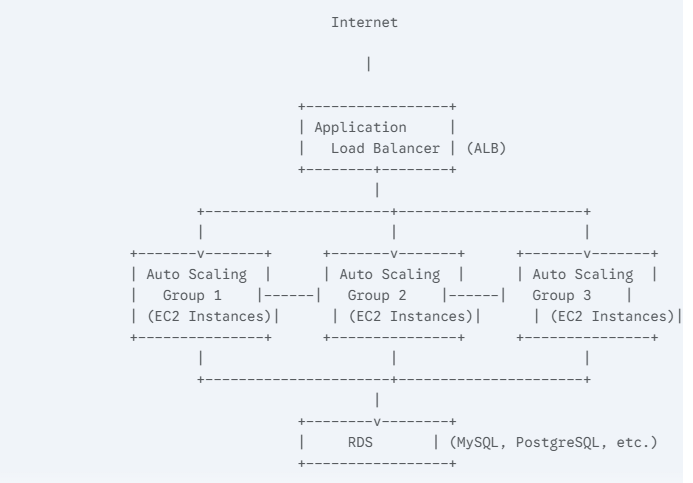 Internet

                            |

                    +-----------------+
                    | Application     |
                    |   Load Balancer | (ALB)
                    +--------+--------+
                             |
        +-----------------------+-----------------------+
        |                       |                       |
+-------v-------+       +-------v-------+       +-------v-------+
| Auto Scaling  |       | Auto Scaling  |       | Auto Scaling  |
|   Group 1    |------|   Group 2    |------|   Group 3    |
| (EC2 Instances)|      | (EC2 Instances)|      | (EC2 Instances)|
+---------------+       +---------------+       +---------------+
        |                       |                       |
        +-----------------------+-----------------------+
                             |
                    +--------v--------+
                    |     RDS       | (MySQL, PostgreSQL, etc.)
                    +-----------------+